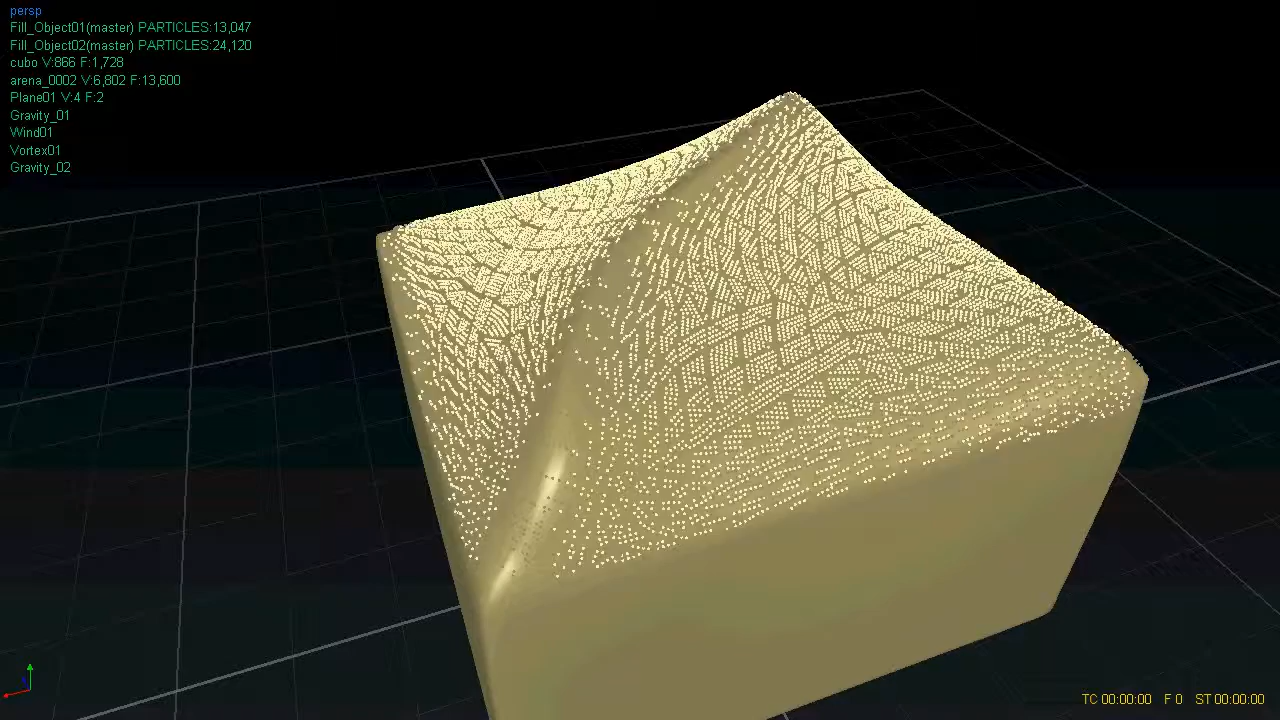 persp
Fill_Object01(master) PARTICLES:13,047
Fill_Object02(master) PARTICLES:24,120
cubo V:866 F:1,728
arena_0002 V:6,802 F:13,600
Plane01 V:4 F:2
Gravity_01
Wind01
Vortex01
Gravity_02
TC 00:00:00 F 0 ST 00:00:00